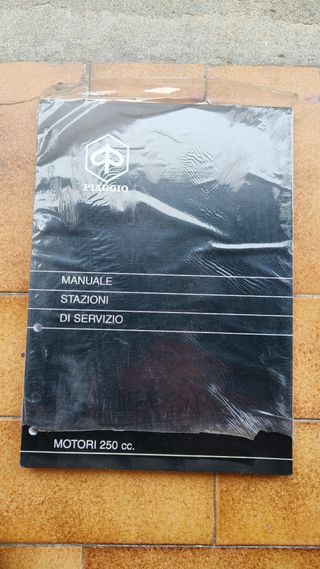 PIAGGIO
MANUALE
STAZIONI
DI SERVIZIO
MOTORI 250 cc.